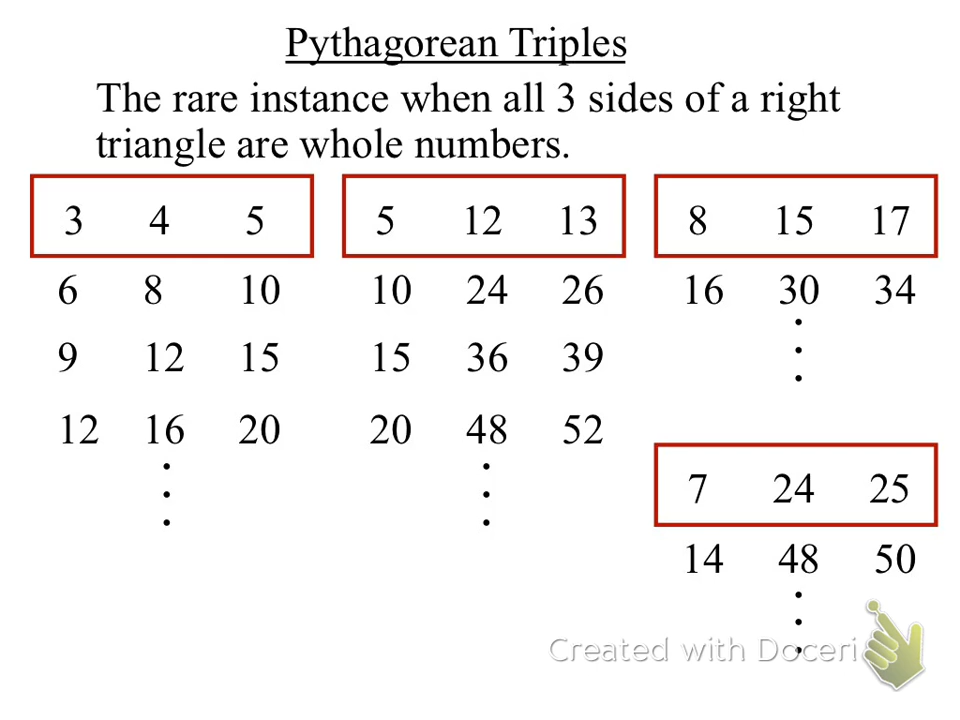 Pythagorean Triples
The rare instance when all 3 sides of a right
triangle are whole numbers.
3 4 5
6 8 10
9 12 15
12 16 20
5 12 13
10 24 26
15 36 39
20 48 52
8 15 17
16 30 34
7 24 25
14 48 50
Created with Doceri